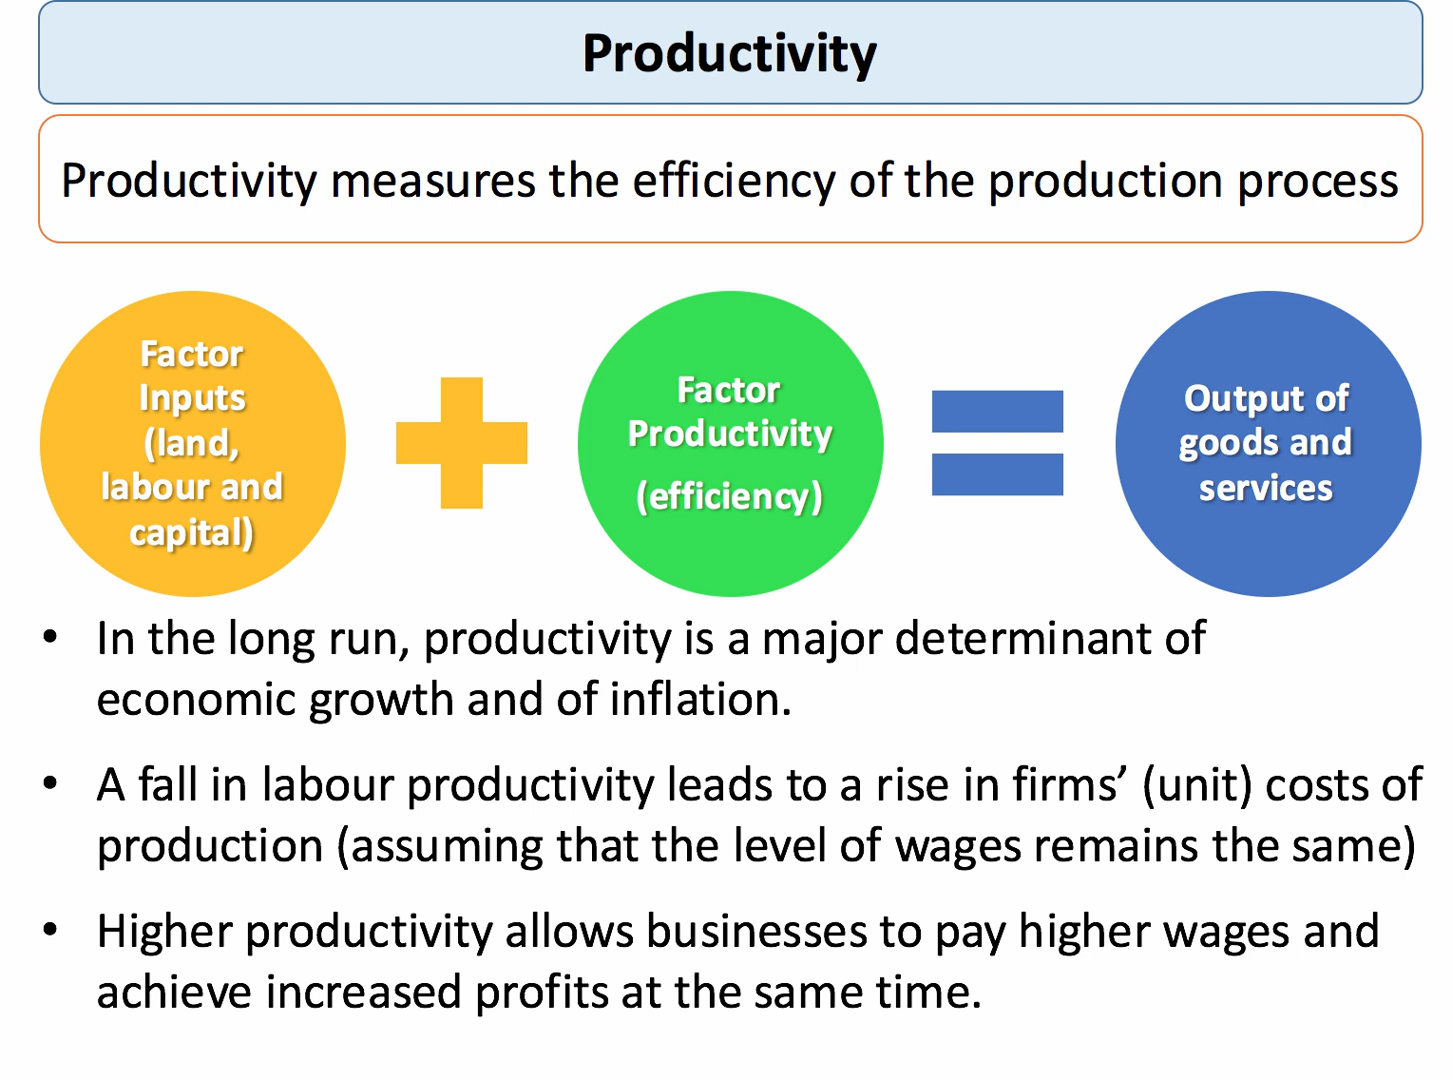 Productivity
Productivity measures the efficiency of the production process
Factor
Inputs
(land,
labour and
capital)
Factor
Productivity
(efficiency)
Output of
goods and
services
• In the long run, productivity is a major determinant of
economic growth and of inflation.
• A fall in labour productivity leads to a rise in firms’ (unit) costs of
production (assuming that the level of wages remains the same)
• Higher productivity allows businesses to pay higher wages and
achieve increased profits at the same time.